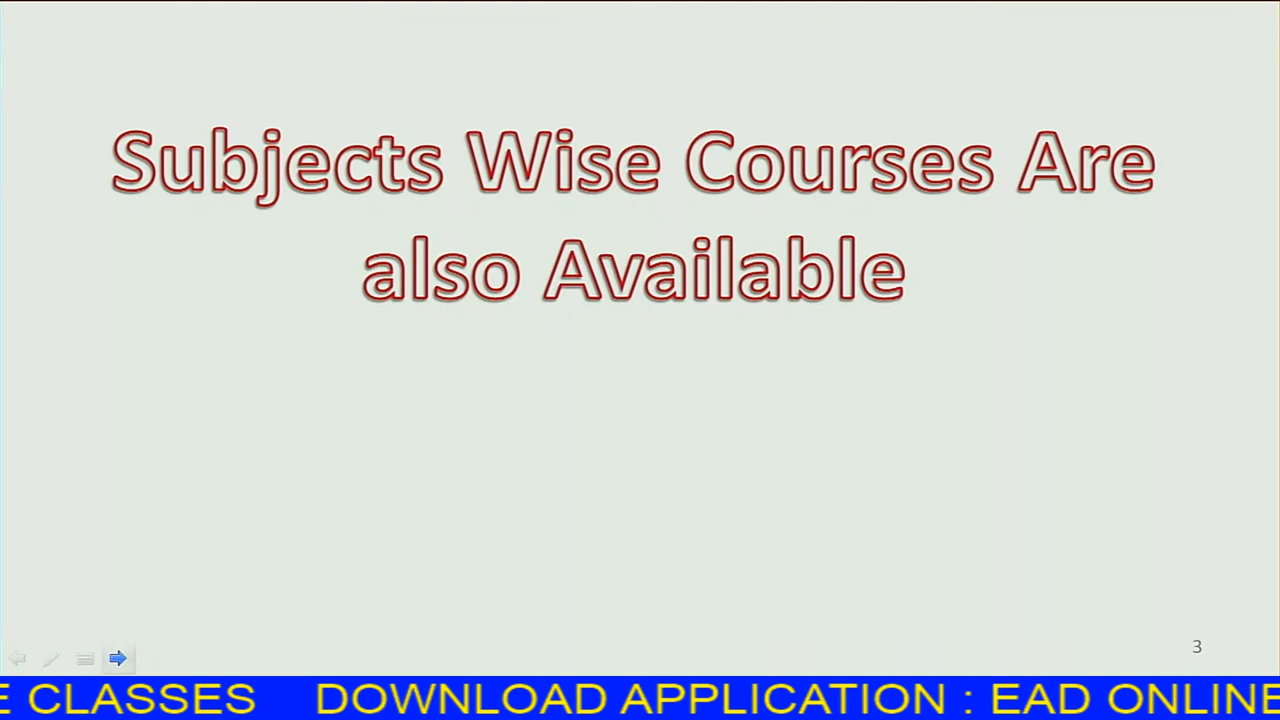 Subjects Wise Courses Are
also Available
3
CLASSES DOWNLOAD APPLICATION : EAD ONLINE